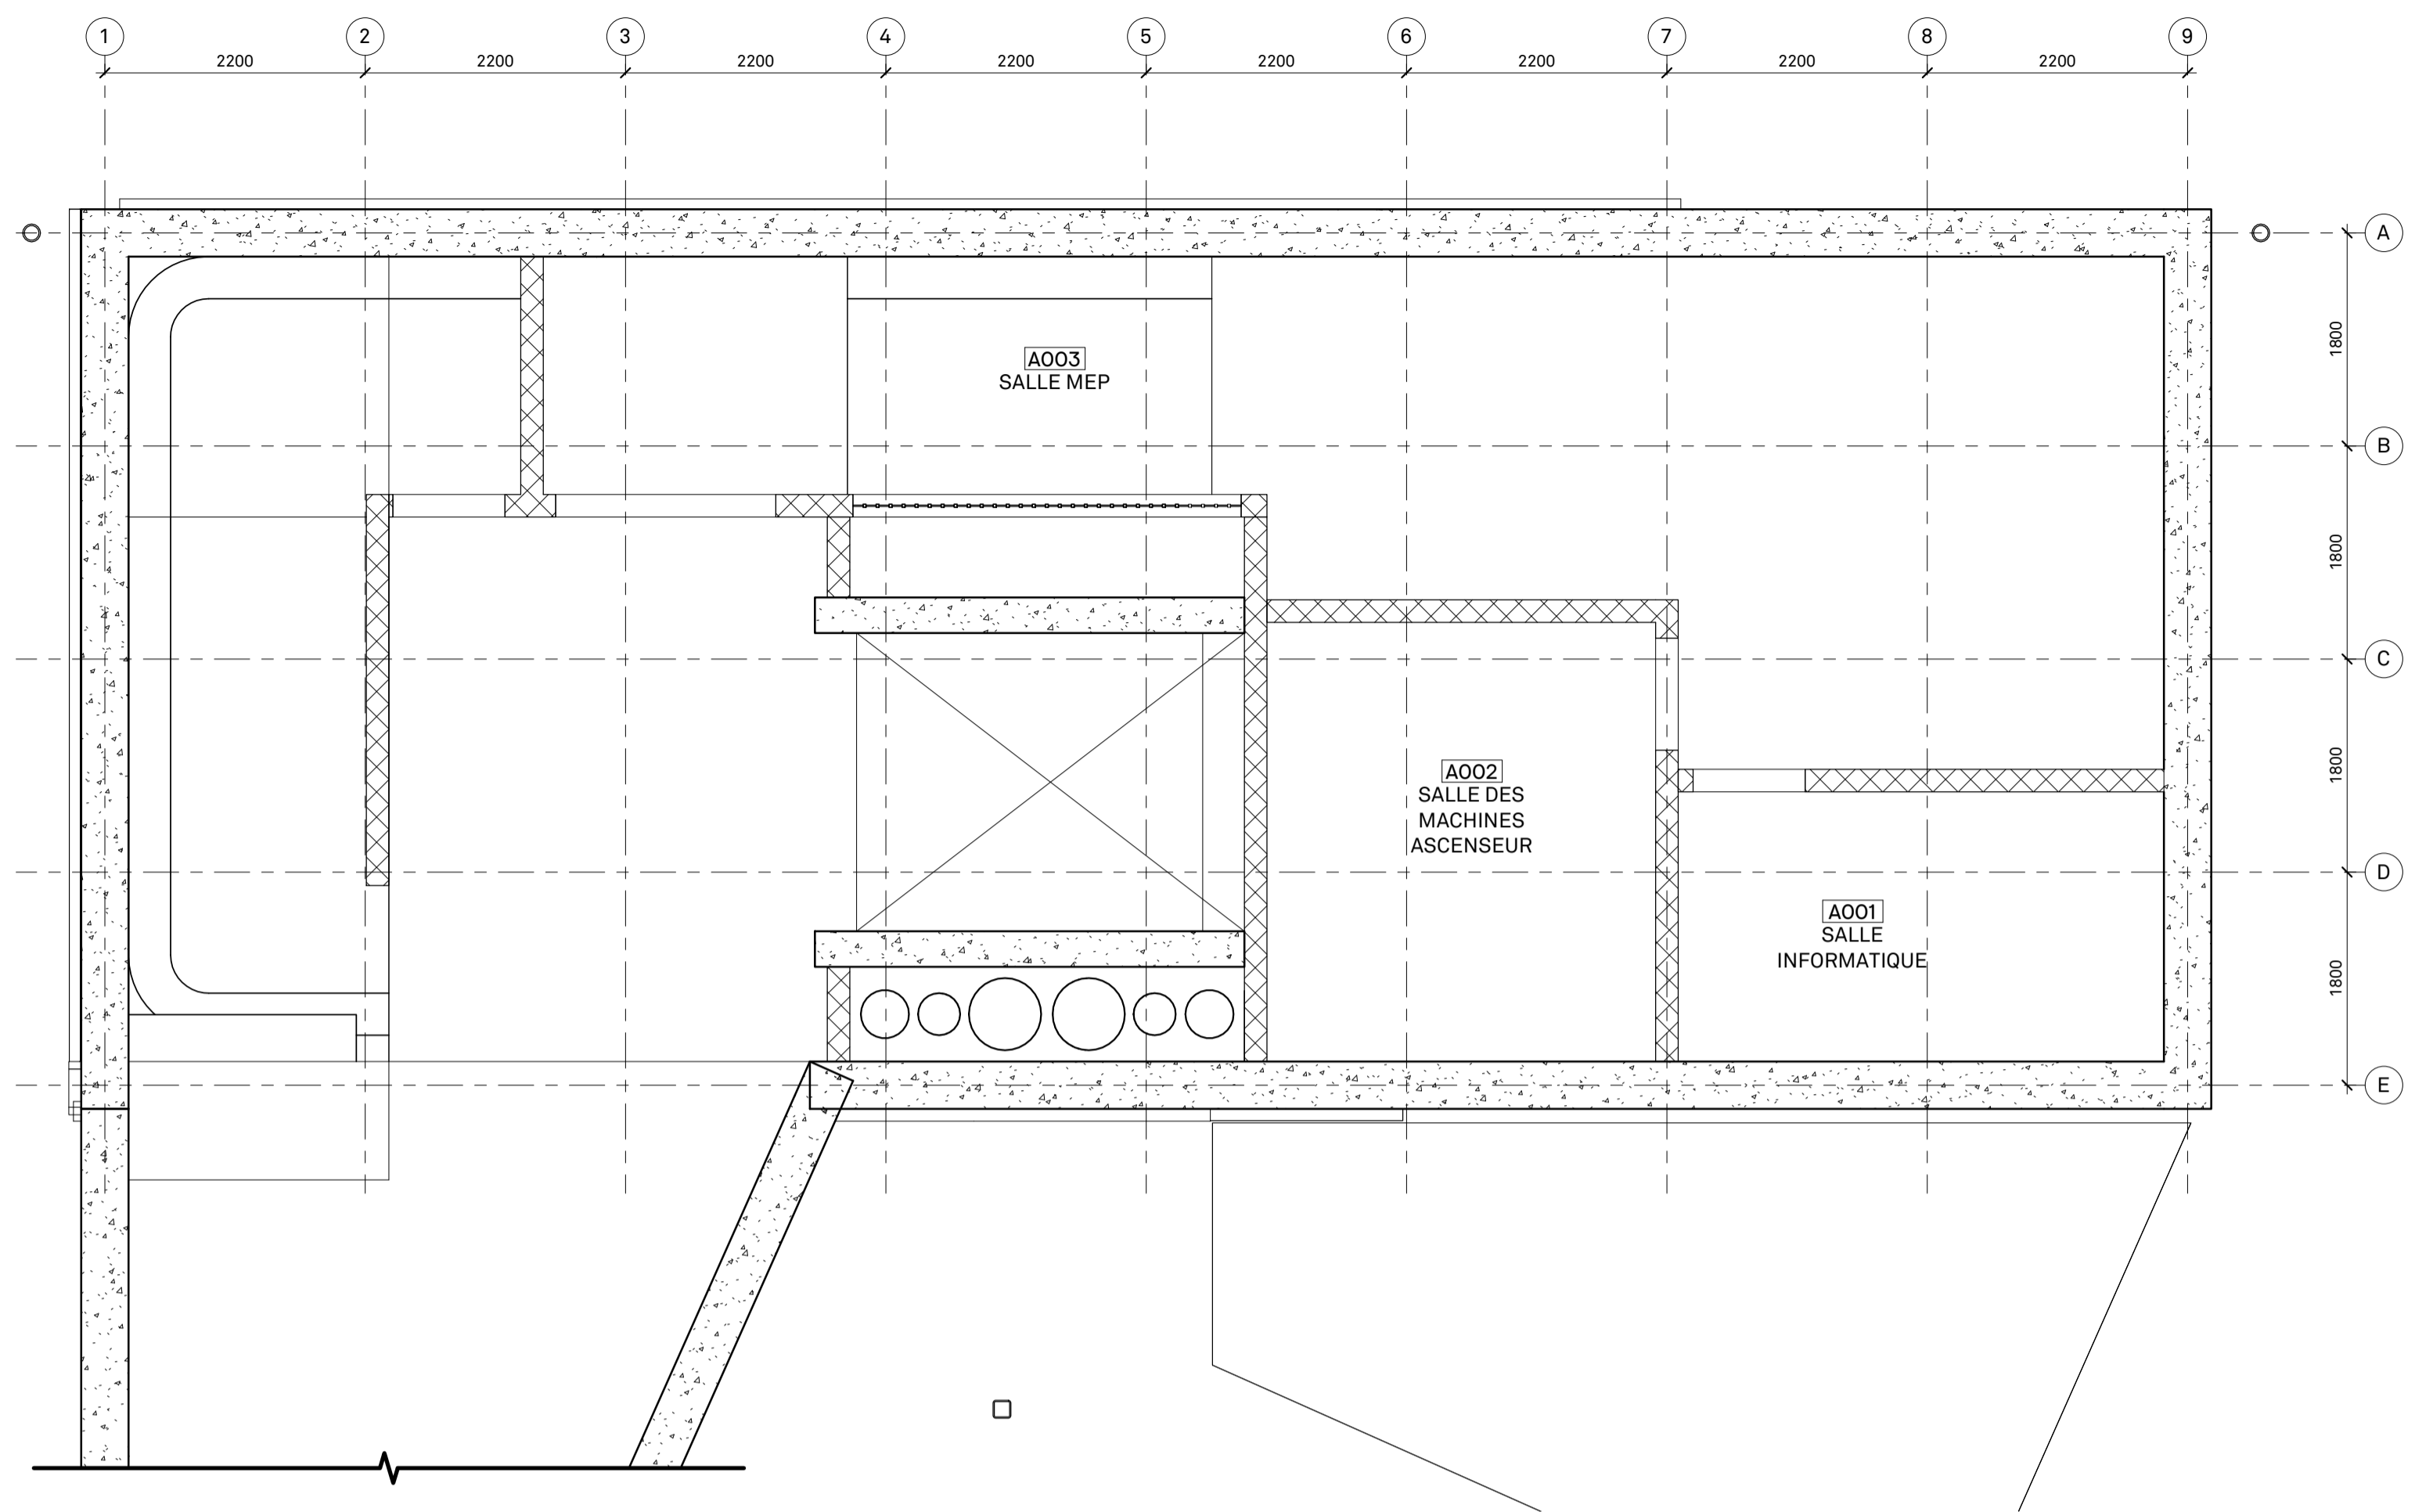 1 2 3 4 5 6 7 8 9
2200 2200 2200 2200 2200 2200 2200 2200
A
1800
A003
SALLE MEP
B
1800
C
1800
A002
SALLE DES
MACHINES
ASCENSEUR
D
A001
SALLE
INFORMATIQUE
1800
E